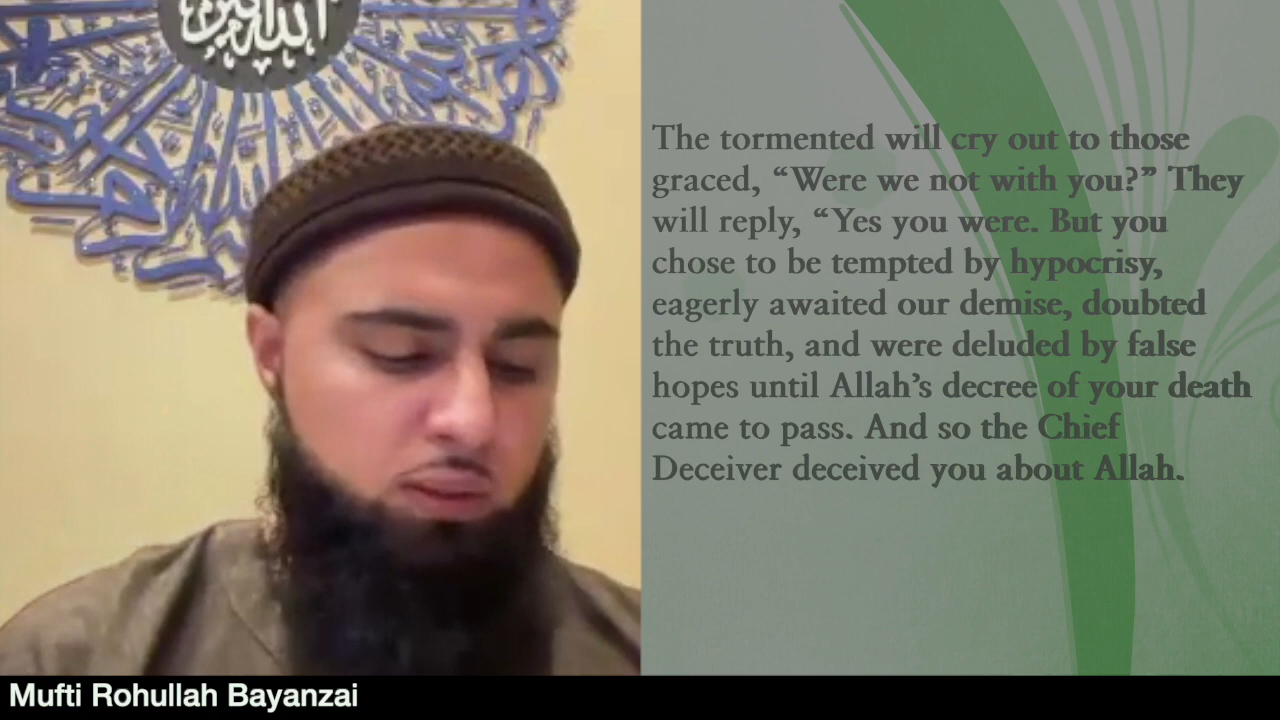 The tormented will cry out to those
graced, “Were we not with you?” They
will reply, “Yes you were. But you
chose to be tempted by hypocrisy,
eagerly awaited our demise, doubted
the truth, and were deluded by false
hopes until Allah’s decree of your death
came to pass. And so the Chief
Deceiver deceived you about Allah.
Mufti Rohullah Bayanzai